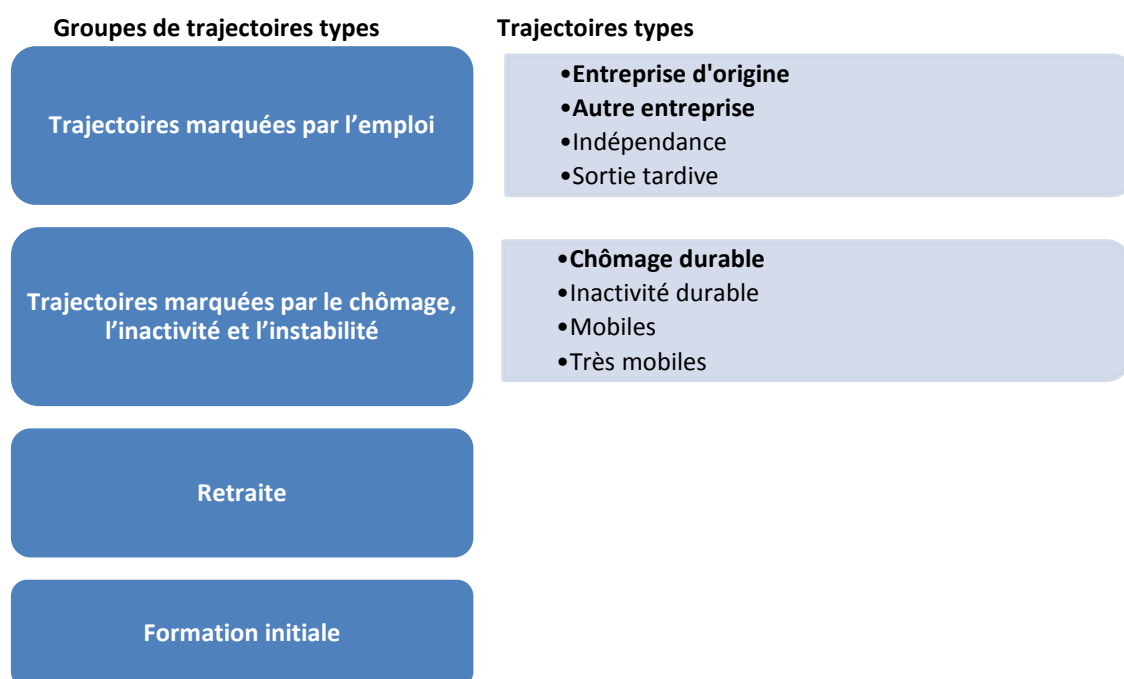 Groupes de trajectoires types
Trajectoires types
Trajectoires marquées par l’emploi
•Entreprise d'origine
•Autre entreprise
•Indépendance
•Sortie tardive
Trajectoires marquées par le chômage,
l’inactivité et l’instabilité
•Chômage durable
•Inactivité durable
•Mobiles
•Très mobiles
Retraite
Formation initiale